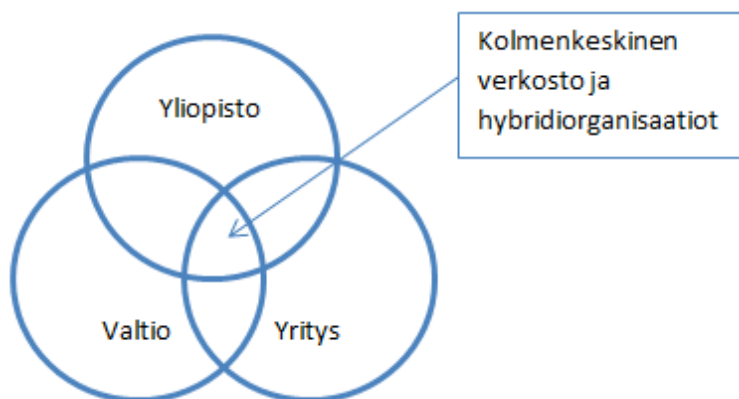 Yliopisto
Kolmenkeskinen
verkosto ja
hybridiorganisaatiot
Valtio
Yritys